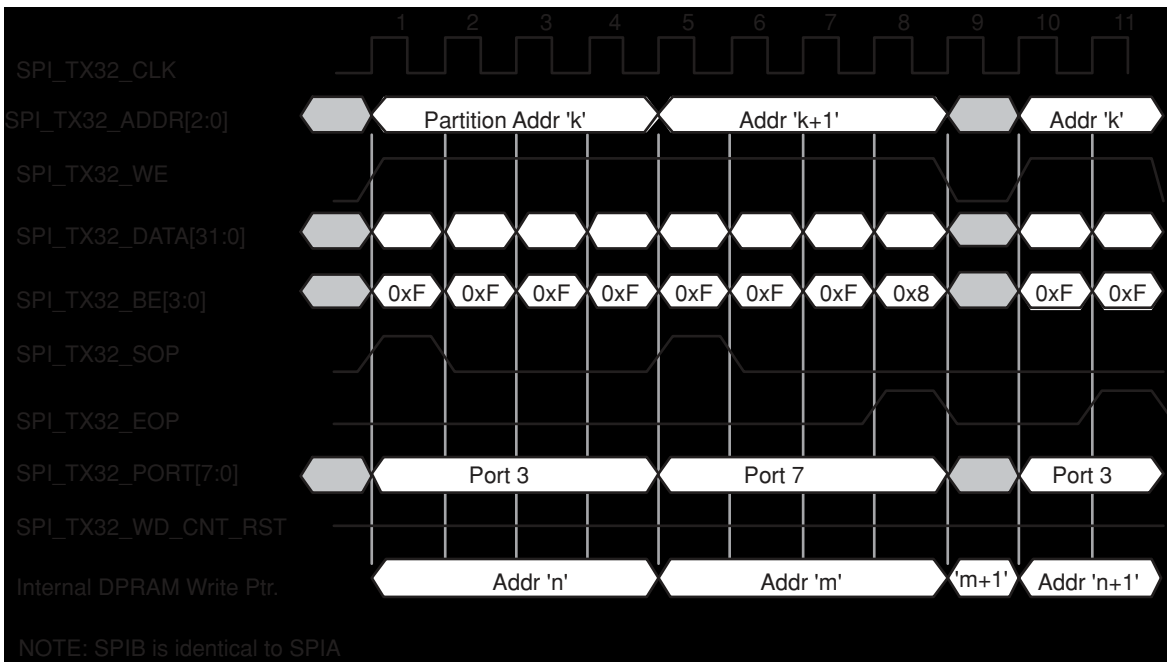 1 2 3 4 5 6 7 8 9 10 11
SPI_TX32_CLK
SPI_TX32_ADDR[2:0] Partition Addr 'k' Addr 'k+1' Addr 'k'
SPI_TX32_WE
SPI_TX32_DATA[31:0]
SPI_TX32_BE[3:0] 0xF 0xF 0xF 0xF 0xF 0xF 0xF 0x8 0xF 0xF
SPI_TX32_SOP
SPI_TX32_EOP
SPI_TX32_PORT[7:0] Port 3 Port 7 Port 3
SPI_TX32_WD_CNT_RST
Internal DPRAM Write Ptr. Addr 'n' Addr 'm' 'm+1' Addr 'n+1'
NOTE: SPIB is identical to SPIA